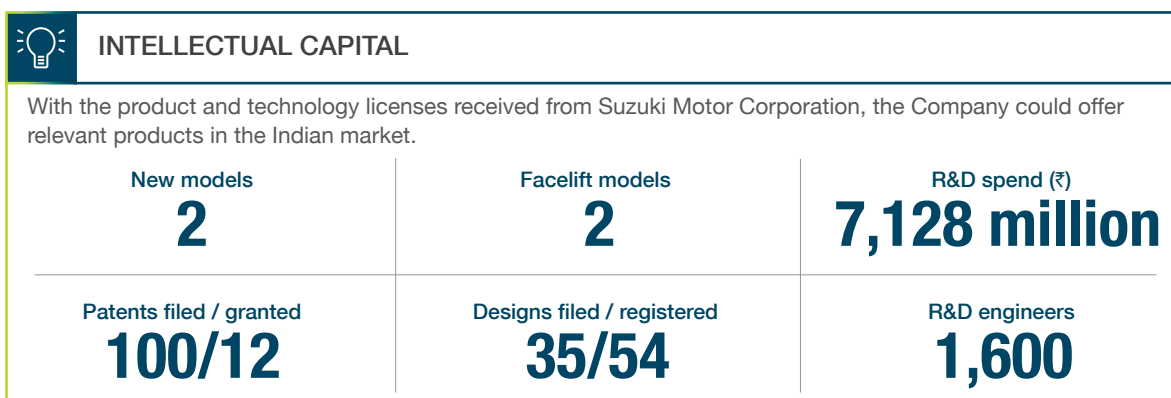 INTELLECTUAL CAPITAL
With the product and technology licenses received from Suzuki Motor Corporation, the Company could offer
relevant products in the Indian market.
New models
2
Facelift models
2
R&D spend (₹)
7,128 million
Patents filed / granted
100/12
Designs filed / registered
35/54
R&D engineers
1,600